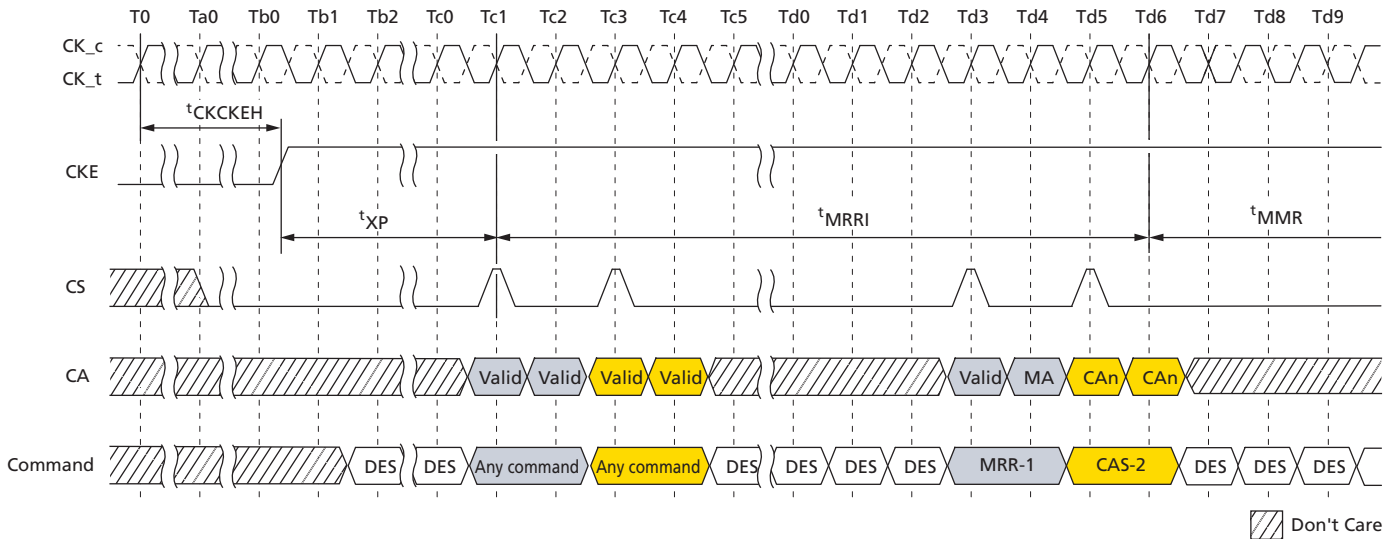 T0 Ta0 Tb0 Tb1 Tb2 Tc0 Tc1 Tc2 Tc3 Tc4 Tc5 Td0 Td1 Td2 Td3 Td4 Td5 Td6 Td7 Td8 Td9
CK_c
CK_t
tCKCKEH
CKE
tXP tMRRI tMMR
CS
CA Valid Valid Valid Valid Valid MA CAn CAn
Command DES DES Any command Any command DES DES DES DES MRR-1 CAS-2 DES DES DES
Don't Care